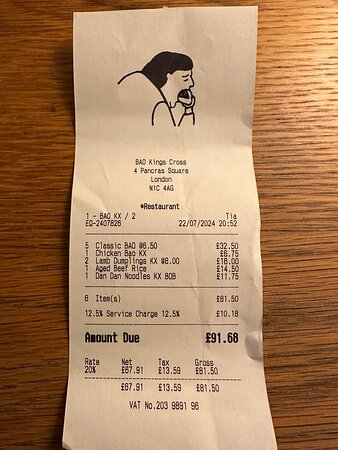 BAO Kings Cross
4 Pancras Square
London
N1C 4AG
*Restaurant
1 - BAO KX / 2 Tia
EQ-2407826 22/07/2024 20:52
5 Classic BAO @6.50 £32.50
1 Chicken Bao KX £6.75
2 Lamb Dumplings KX @8.00 £16.00
1 Aged Beef Rice £14.50
1 Dan Dan Noodles KX BOB £11.75
6 Item(s) £81.50
12.5% Service Charge 12.5% £10.18
Amount Due £91.68
Rate Net Tax Gross
20% £67.91 £13.59 £81.50
£67.91 £13.59 £81.50
VAT No.203 9891 96